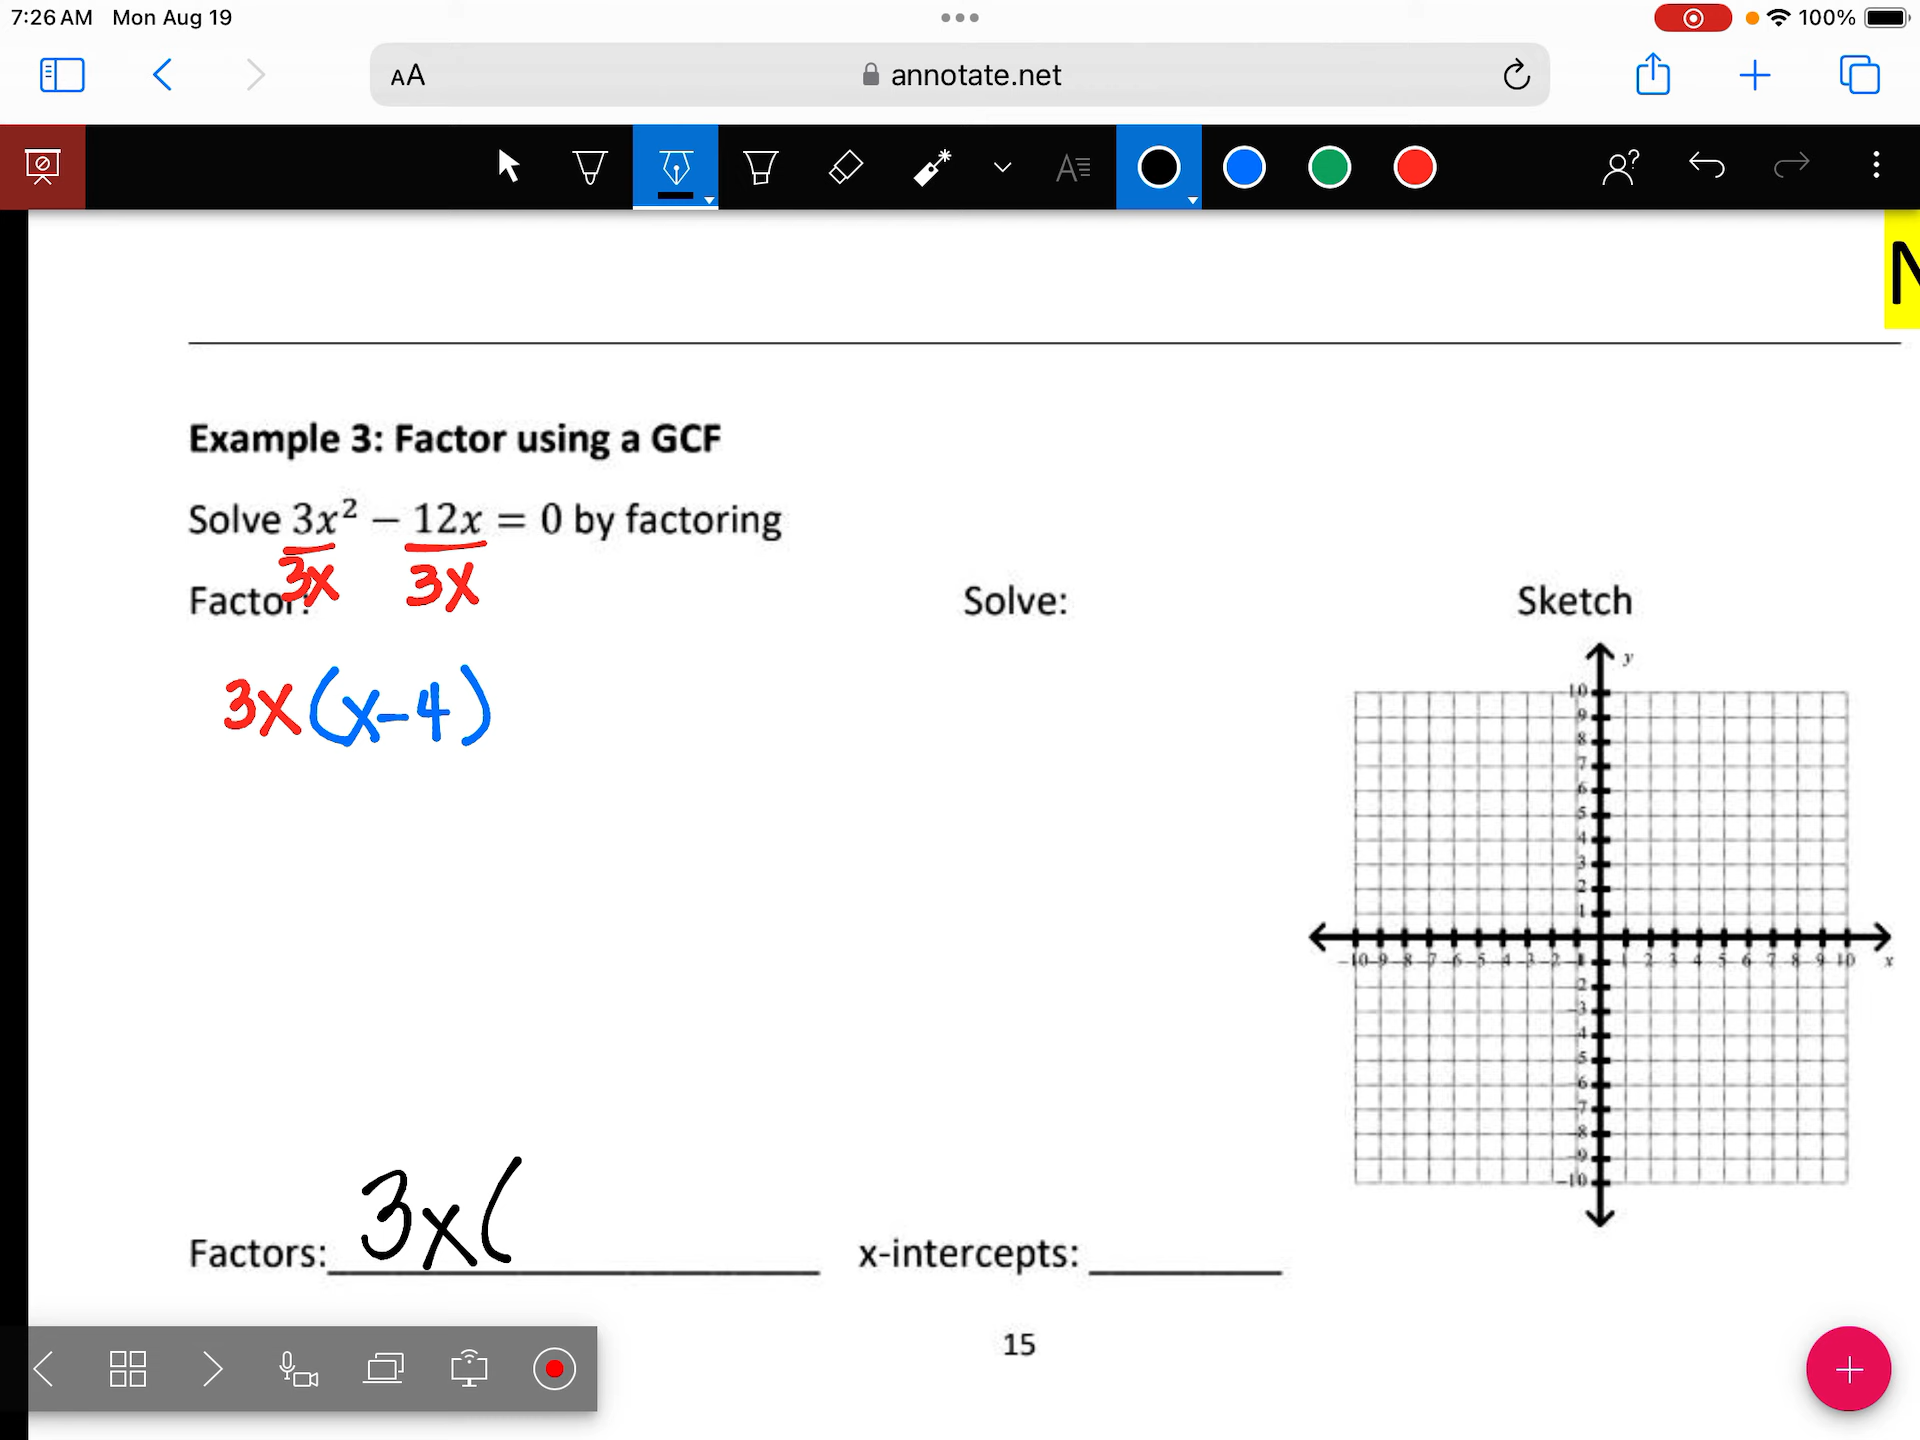 7:26 AM Mon Aug 19
100%
AA annotate.net
N
Example 3: Factor using a GCF
Solve 3x² − 12x = 0 by factoring
3x 3x
Factor: Solve: Sketch
3x(x-4)
y
10
9
8
7
6
5
4
3
2
1
-10 -9 -8 -7 -6 -5 -4 -3 -2 -1 1 2 3 4 5 6 7 8 9 10 x
2
-3
4
5
6
-7
-8
-9
-10
3x(
Factors: x-intercepts:
15